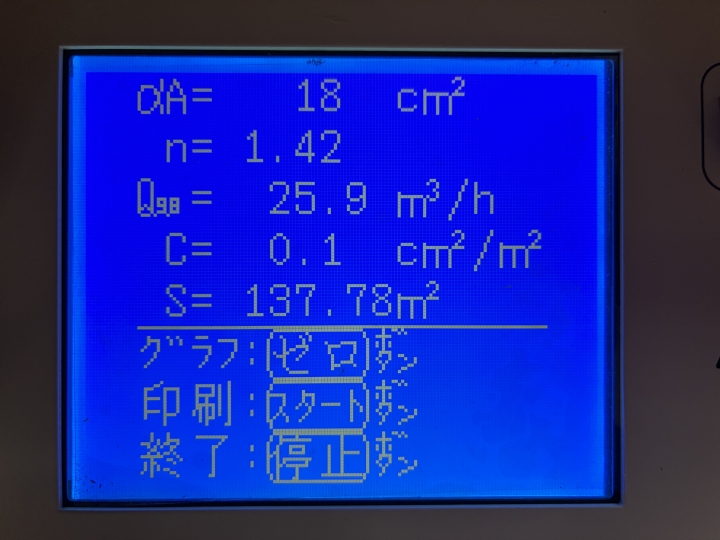 αA= 18 cm²
n= 1.42
Q9.8= 25.9 m³/h
C= 0.1 cm²/m²
S= 137.78m²
グラフ:ゼロボタン
印刷:スタートボタン
終了:停止ボタン